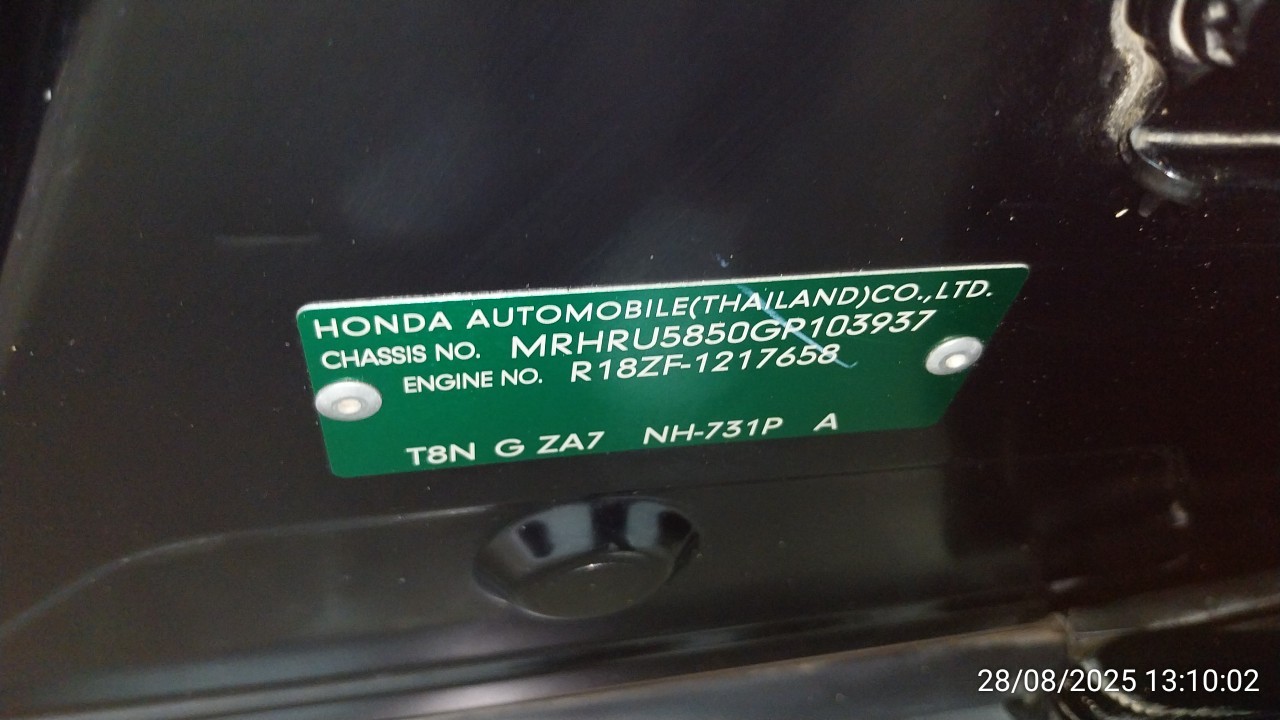 HONDA AUTOMOBILE(THAILAND)CO.,LTD.
CHASSIS NO. MRHRU5850GP103937
ENGINE NO. R18ZF-1217658
T8N G ZA7 NH-731P A
28/08/2025 13:10:02